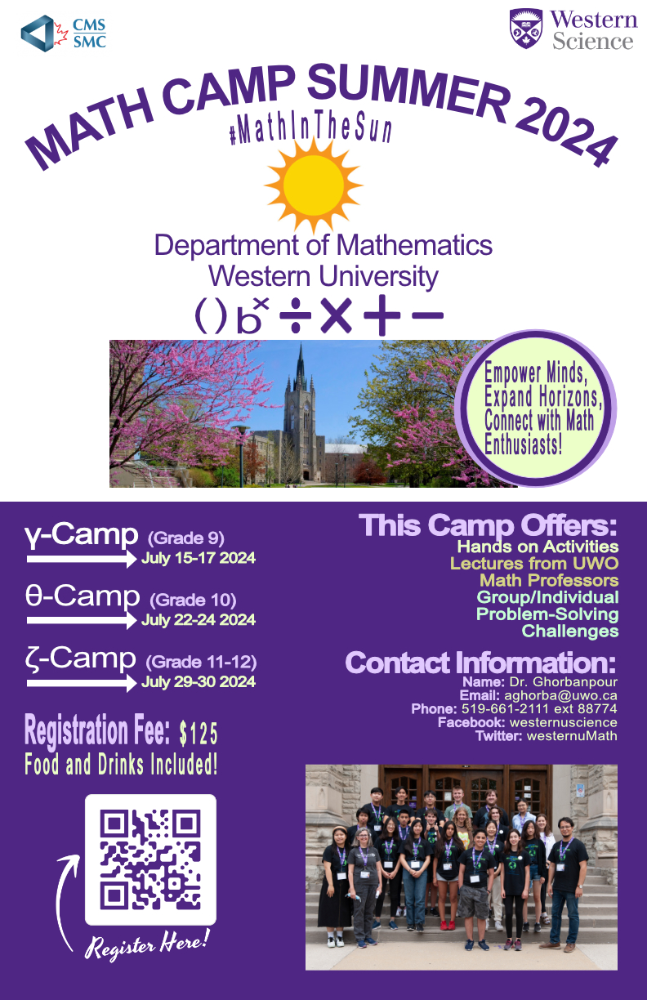 CMS
SMC
Western
Science
MATH CAMP SUMMER 2024
#MathInTheSun
Department of Mathematics
Western University
() bˣ ÷ × + −
Empower Minds,
Expand Horizons,
Connect with Math
Enthusiasts!
γ-Camp (Grade 9)
July 15-17 2024
θ-Camp (Grade 10)
July 22-24 2024
ζ-Camp (Grade 11-12)
July 29-30 2024
Registration Fee: $125
Food and Drinks Included!
Register Here!
This Camp Offers:
Hands on Activities
Lectures from UWO
Math Professors
Group/Individual
Problem-Solving
Challenges
Contact Information:
Name: Dr. Ghorbanpour
Email: aghorba@uwo.ca
Phone: 519-661-2111 ext 88774
Facebook: westernuscience
Twitter: westernuMath